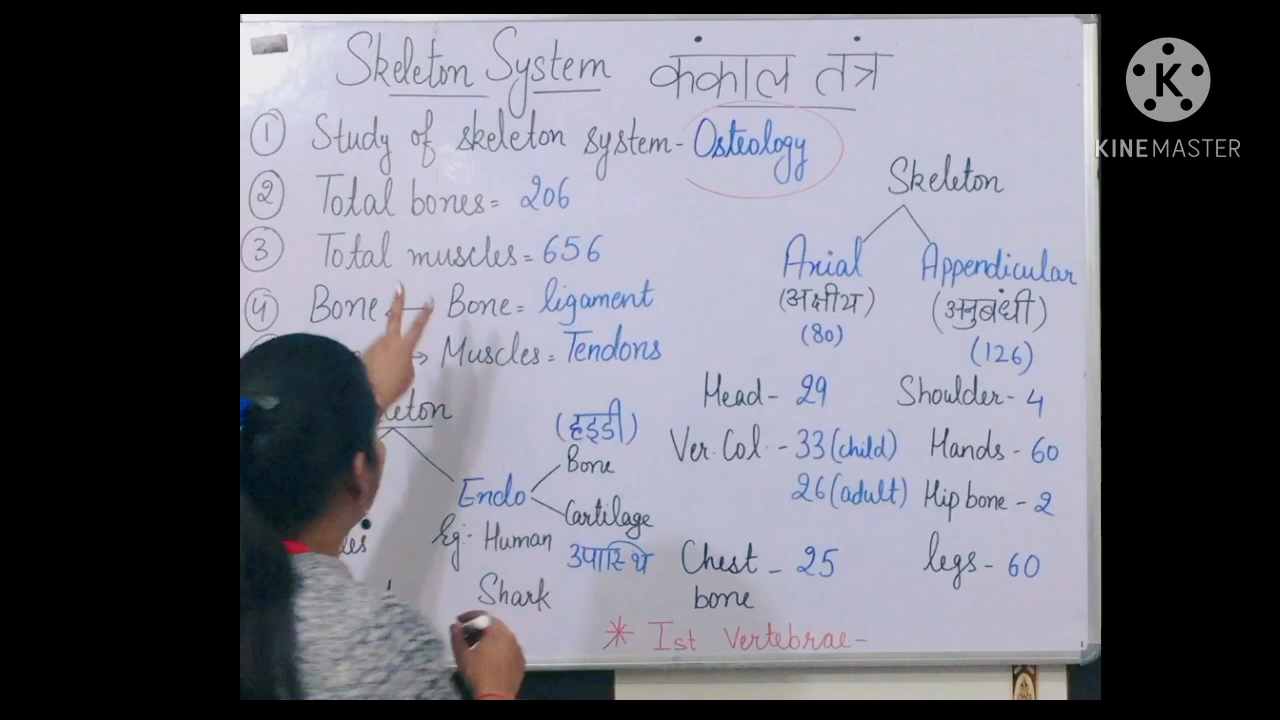 Skeleton System कंकाल तंत्र
① Study of skeleton system - Osteology
② Total bones = 206
③ Total muscles = 656
④ Bone ↔ Bone = ligament
→ Muscles = Tendons
Endo
(हड्डी)
Bone
Cartilage
उपास्थि
Eg:- Human
Shark
Skeleton
Axial
(अक्षीय)
(80)
Head - 29
Ver. Col. - 33 (child)
26 (adult)
Chest - 25
bone
Appendicular
(अनुबंधी)
(126)
Shoulder - 4
Hands - 60
Hip bone - 2
legs - 60
* Ist Vertebrae -
K
KINEMASTER